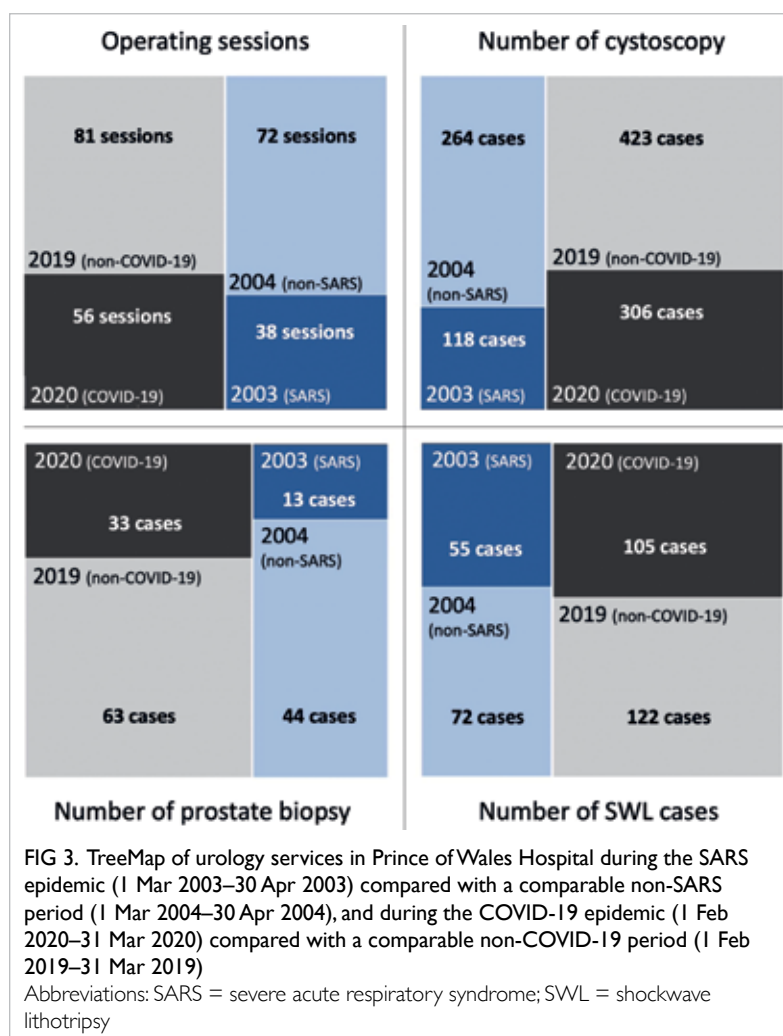 Operating sessions
81 sessions
72 sessions
2019 (non-COVID-19)
2004 (non-SARS)
56 sessions
38 sessions
2020 (COVID-19)
2003 (SARS)
Number of cystoscopy
264 cases
423 cases
2004
(non-SARS)
2019 (non-COVID-19)
118 cases
306 cases
2003 (SARS)
2020 (COVID-19)
2020 (COVID-19)
2003 (SARS)
13 cases
33 cases
2004
(non-SARS)
2019 (non-COVID-19)
63 cases
44 cases
Number of prostate biopsy
2003 (SARS)
2020 (COVID-19)
55 cases
105 cases
2004
(non-SARS)
2019 (non-COVID-19)
72 cases
122 cases
Number of SWL cases
FIG 3. TreeMap of urology services in Prince of Wales Hospital during the SARS
epidemic (1 Mar 2003–30 Apr 2003) compared with a comparable non-SARS
period (1 Mar 2004–30 Apr 2004), and during the COVID-19 epidemic (1 Feb
2020–31 Mar 2020) compared with a comparable non-COVID-19 period (1 Feb
2019–31 Mar 2019)
Abbreviations: SARS = severe acute respiratory syndrome; SWL = shockwave
lithotripsy